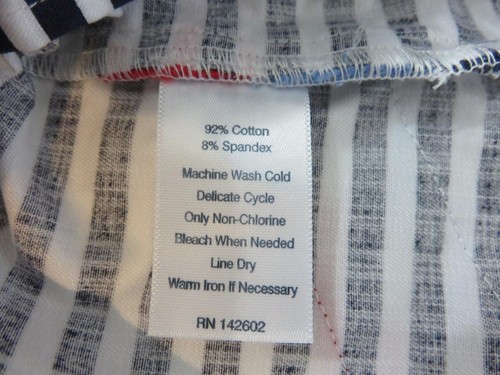 92% Cotton
8% Spandex
Machine Wash Cold
Delicate Cycle
Only Non-Chlorine
Bleach When Needed
Line Dry
Warm Iron If Necessary
RN 142602